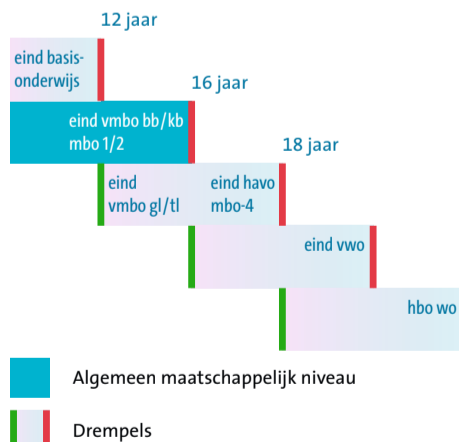 12 jaar
eind basis-
onderwijs
16 jaar
eind vmbo bb/kb
mbo 1/2
18 jaar
eind
vmbo gl/tl
eind havo
mbo-4
eind vwo
hbo wo
Algemeen maatschappelijk niveau
Drempels